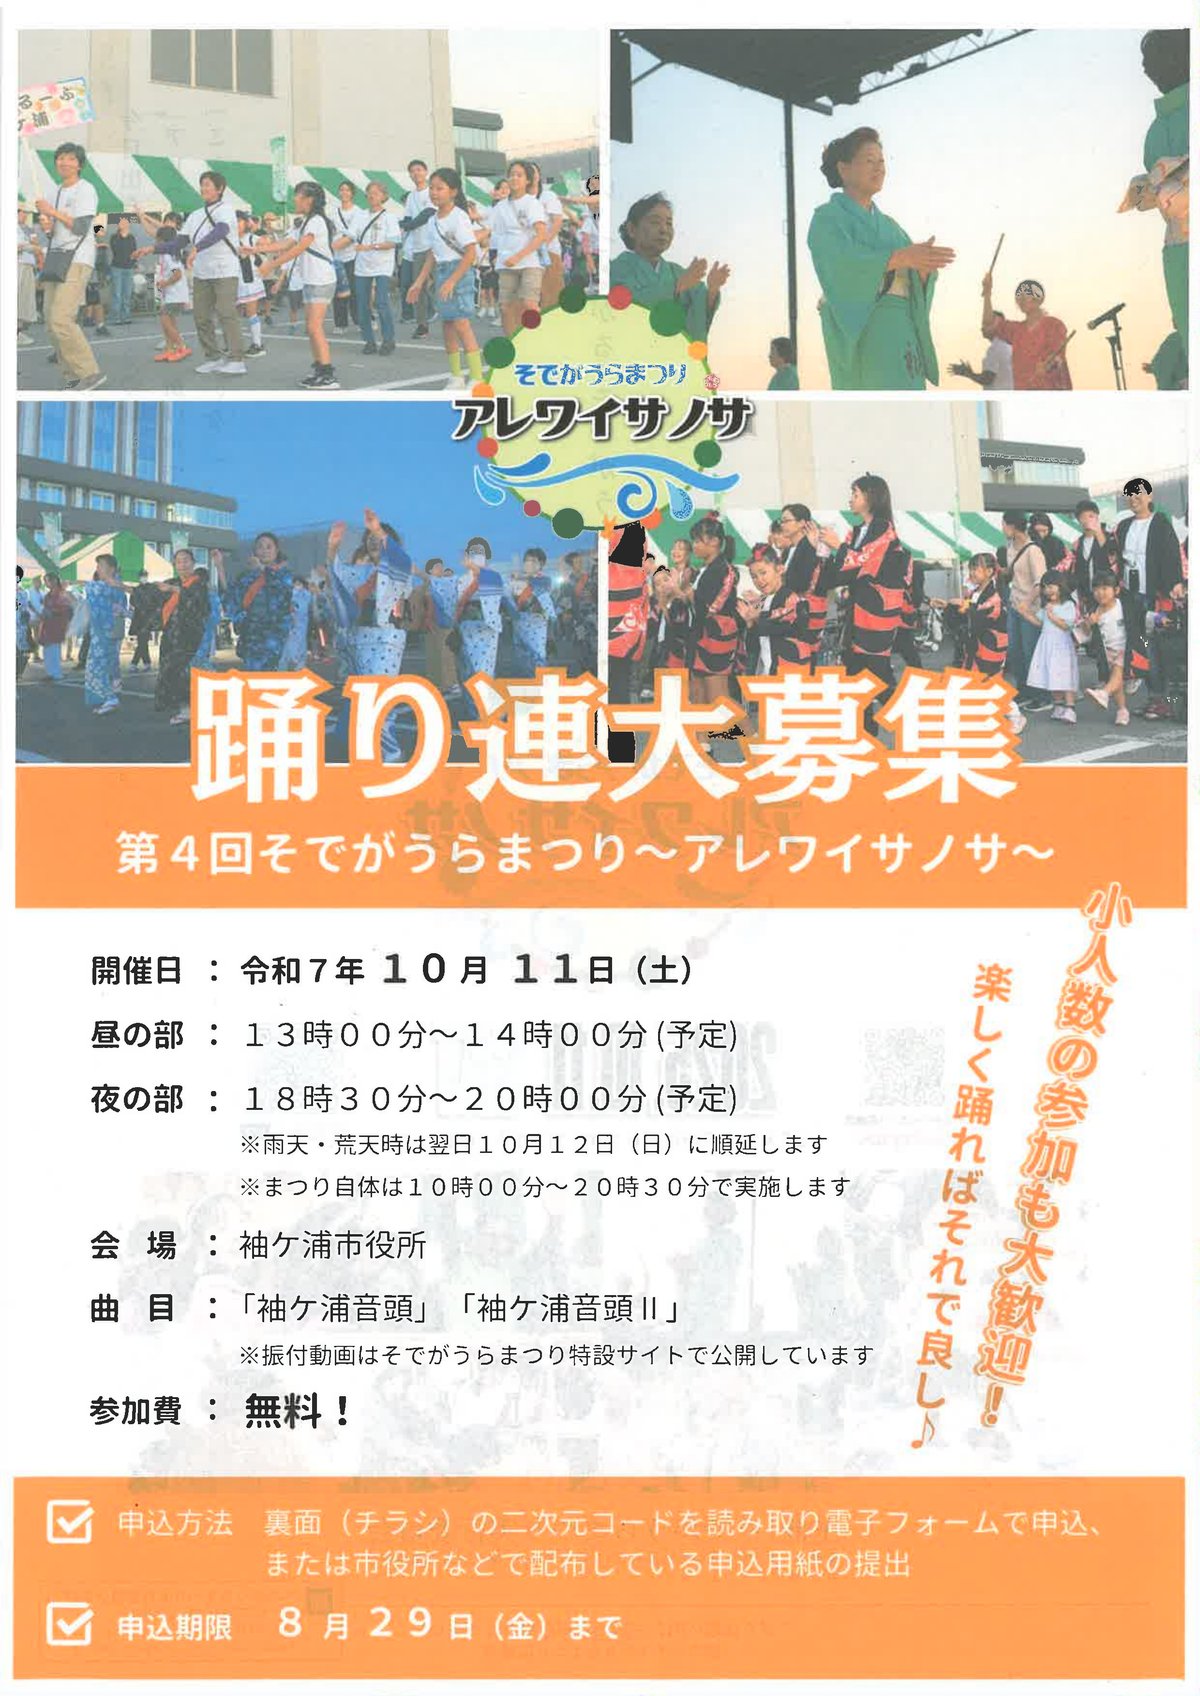 るーぷ
ケ浦
そでがうらまつり
アレワイサノサ
踊り連大募集
第４回そでがうらまつり～アレワイサノサ～
小人数の参加も大歓迎！
楽しく踊ればそれで良し♪
開催日 ： 令和７年 １０月 １１日（土）
昼の部 ： １３時００分～１４時００分(予定)
夜の部 ： １８時３０分～２０時００分(予定)
※雨天・荒天時は翌日１０月１２日（日）に順延します
※まつり自体は１０時００分～２０時３０分で実施します
会 場 ： 袖ケ浦市役所
曲 目 ： 「袖ケ浦音頭」「袖ケ浦音頭Ⅱ」
※振付動画はそでがうらまつり特設サイトで公開しています
参加費 ： 無料！
申込方法 裏面（チラシ）の二次元コードを読み取り電子フォームで申込、
または市役所などで配布している申込用紙の提出
申込期限 ８月２９日（金）まで